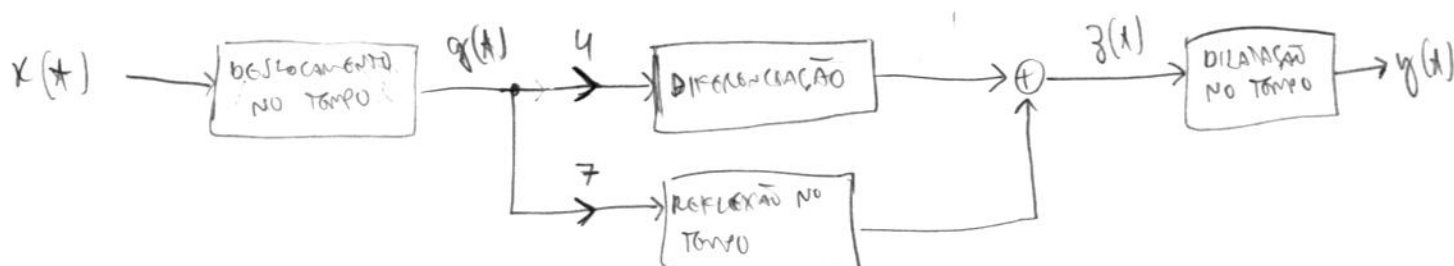 x(t)
DESLOCAMENTO
NO TEMPO
g(t)
4
DIFERENCIAÇÃO
7
REFLEXÃO NO
TEMPO
+
z(t)
DILATAÇÃO
NO TEMPO
y(t)